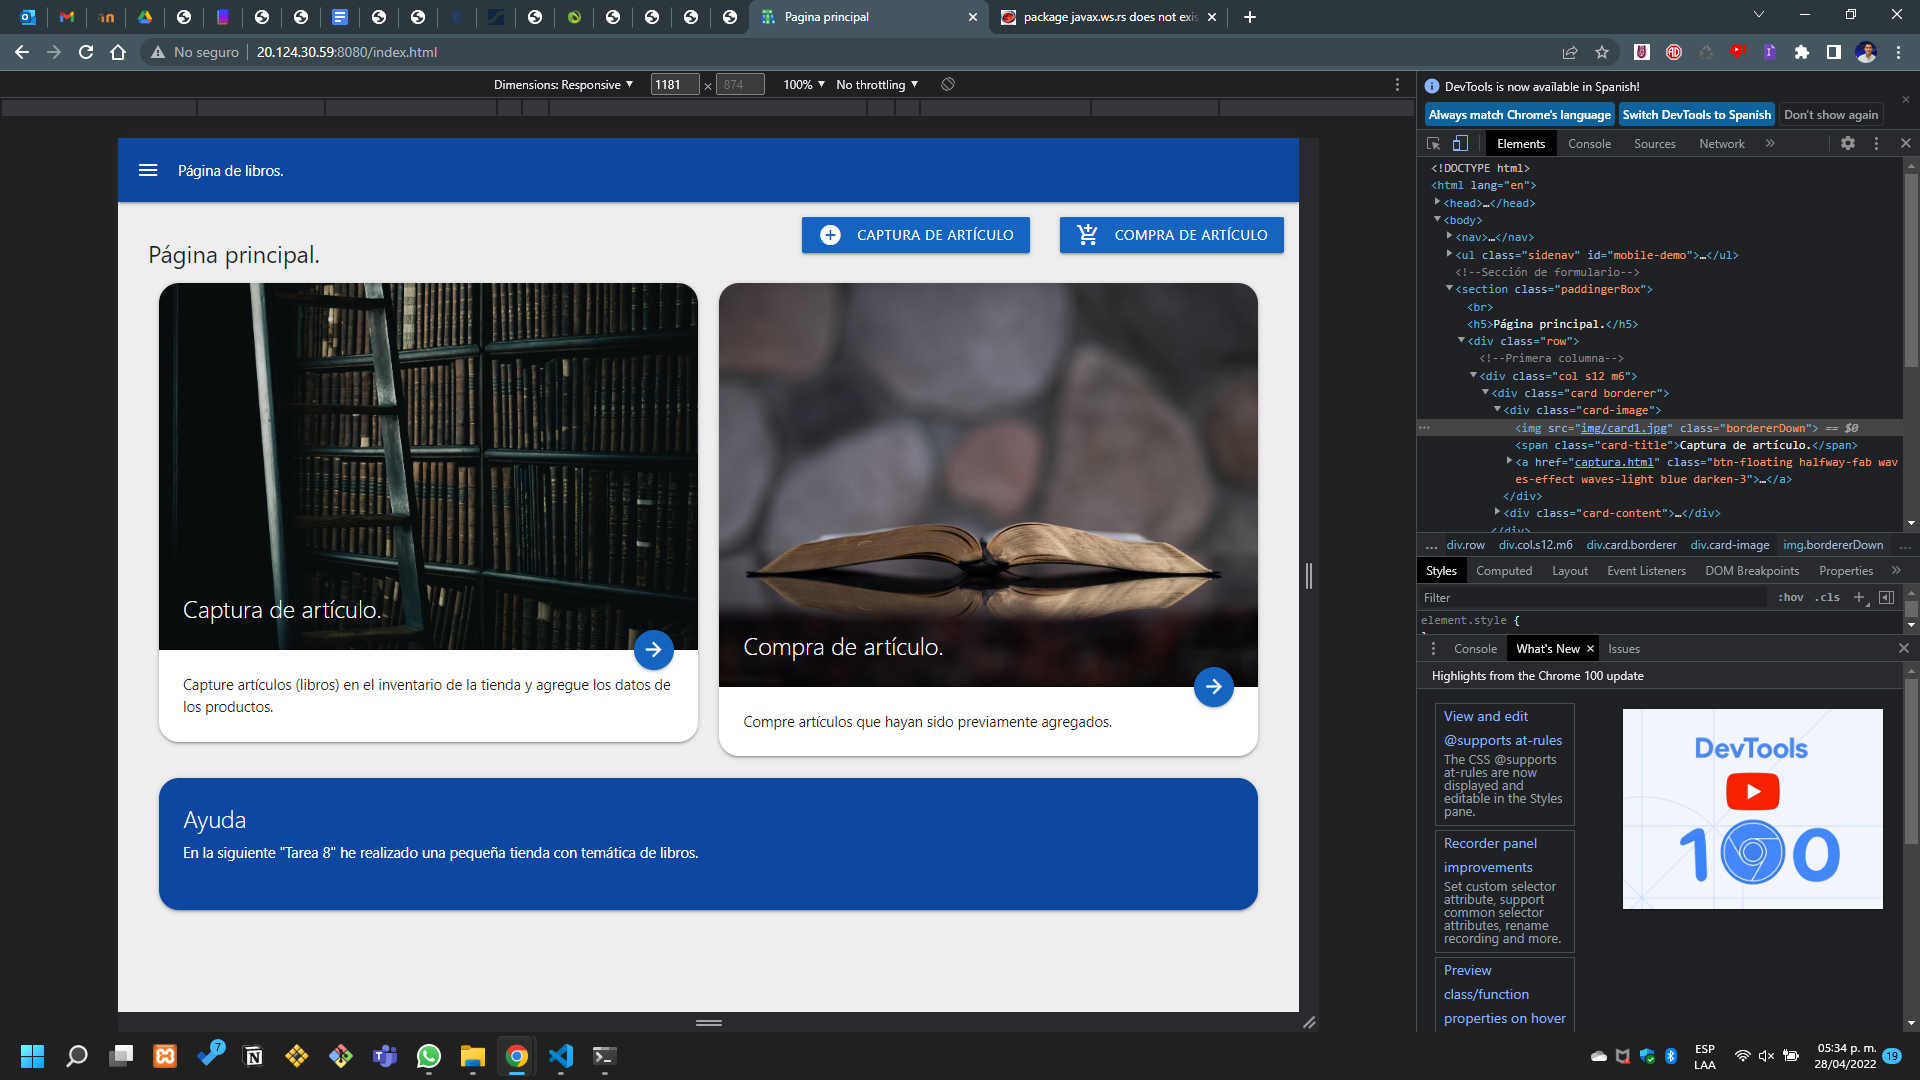 Pagina principal
package javax.ws.rs does not exis
No seguro
20.124.30.59:8080/index.html
Dimensions: Responsive
1181
×
874
100%
No throttling
DevTools is now available in Spanish!
Always match Chrome's language
Switch DevTools to Spanish
Don't show again
Elements
Console
Sources
Network
Página de libros.
CAPTURA DE ARTÍCULO
COMPRA DE ARTÍCULO
Página principal.
Captura de artículo.
Capture artículos (libros) en el inventario de la tienda y agregue los datos de
los productos.
Compra de artículo.
Compre artículos que hayan sido previamente agregados.
Ayuda
En la siguiente "Tarea 8" he realizado una pequeña tienda con temática de libros.
<!DOCTYPE html>
<html lang="en">
<head>…</head>
<body>
<nav>…</nav>
<ul class="sidenav" id="mobile-demo">…</ul>
<!--Sección de formulario-->
<section class="paddingerBox">
<br>
<h5>Página principal.</h5>
<div class="row">
<!--Primera columna-->
<div class="col s12 m6">
<div class="card borderer">
<div class="card-image">
<img src="img/card1.jpg" class="bordererDown"> == $0
<span class="card-title">Captura de artículo.</span>
<a href="captura.html" class="btn-floating halfway-fab wav
es-effect waves-light blue darken-3">…</a>
</div>
<div class="card-content">…</div>
</div>
... div.row div.col.s12.m6 div.card.borderer div.card-image img.bordererDown ...
Styles
Computed
Layout
Event Listeners
DOM Breakpoints
Properties
Filter
:hov .cls
element.style {
Console
What's New
Issues
Highlights from the Chrome 100 update
View and edit
@supports at-rules
The CSS @supports
at-rules are now
displayed and
editable in the Styles
pane.
Recorder panel
improvements
Set custom selector
attribute, support
common selector
attributes, rename
recording and more.
Preview
class/function
properties on hover
DevTools
100
7
ESP
LAA
05:34 p. m.
28/04/2022
19